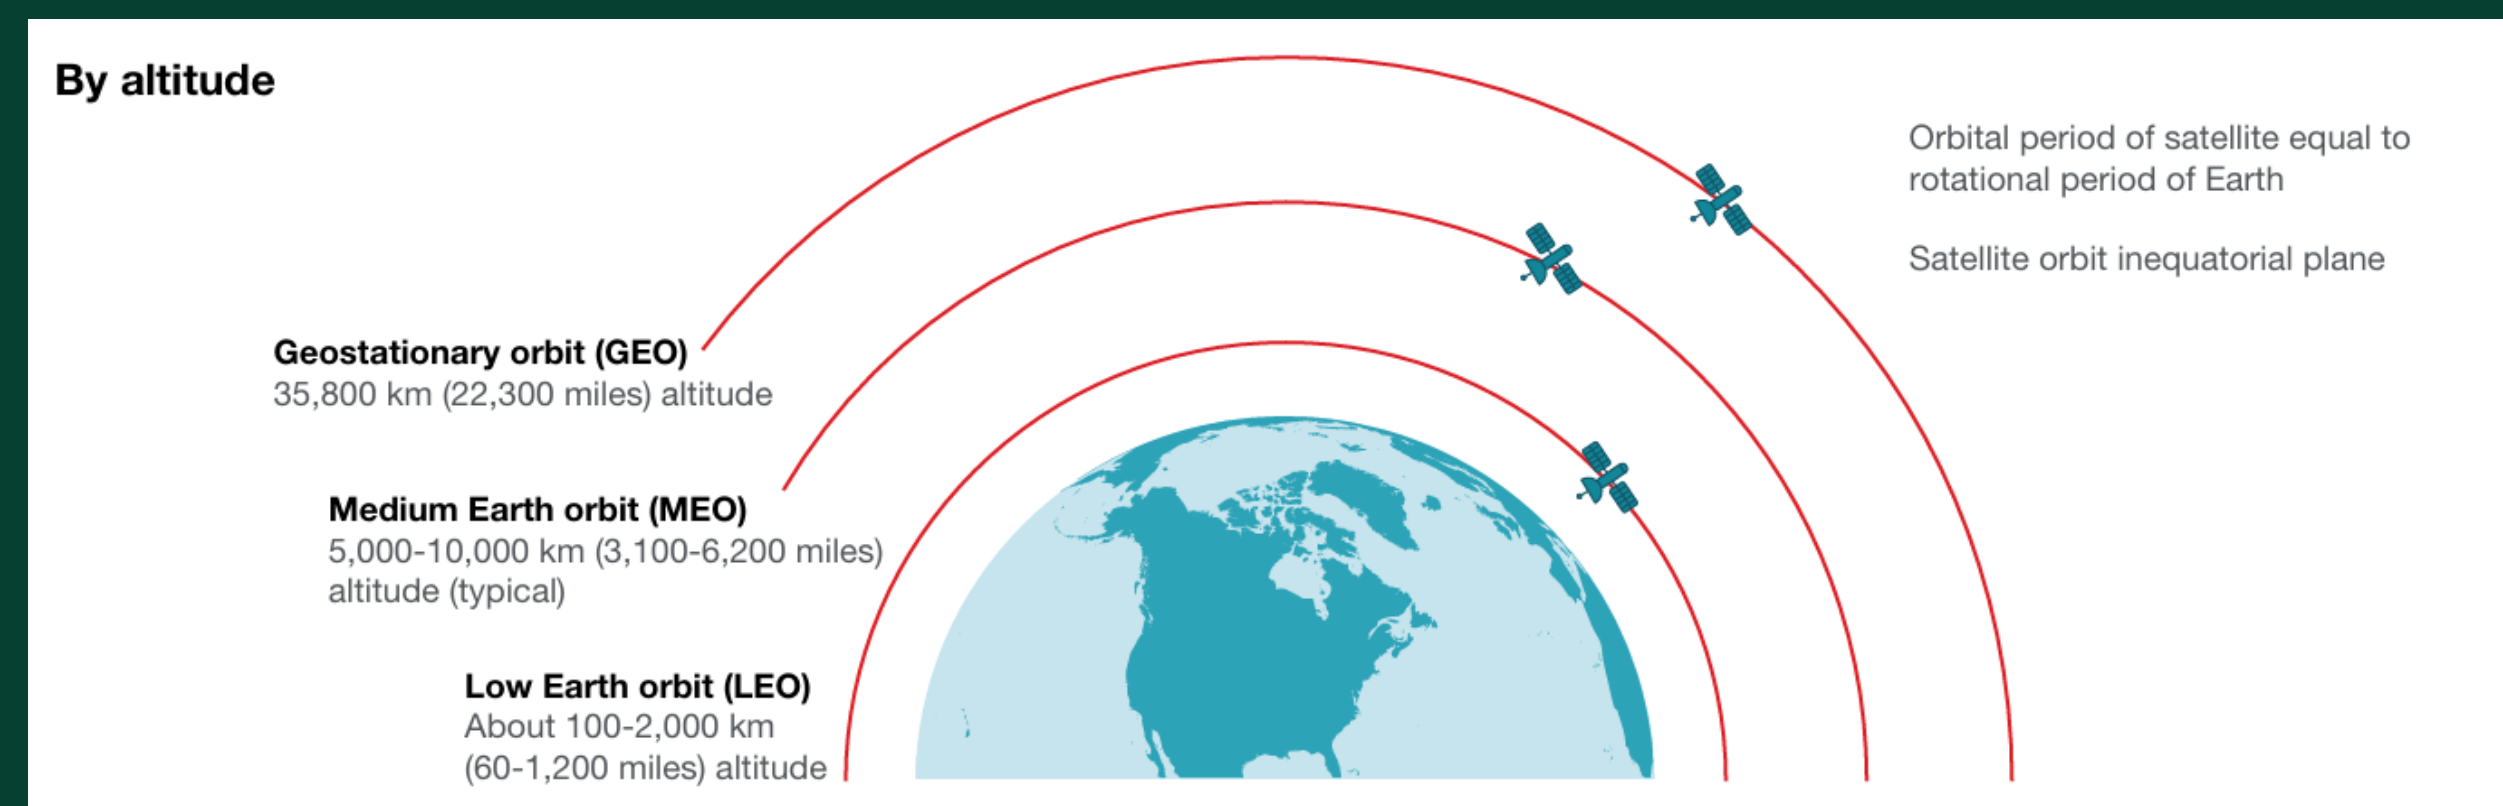 By altitude
Orbital period of satellite equal to
rotational period of Earth
Satellite orbit inequatorial plane
Geostationary orbit (GEO)
35,800 km (22,300 miles) altitude
Medium Earth orbit (MEO)
5,000-10,000 km (3,100-6,200 miles)
altitude (typical)
Low Earth orbit (LEO)
About 100-2,000 km
(60-1,200 miles) altitude